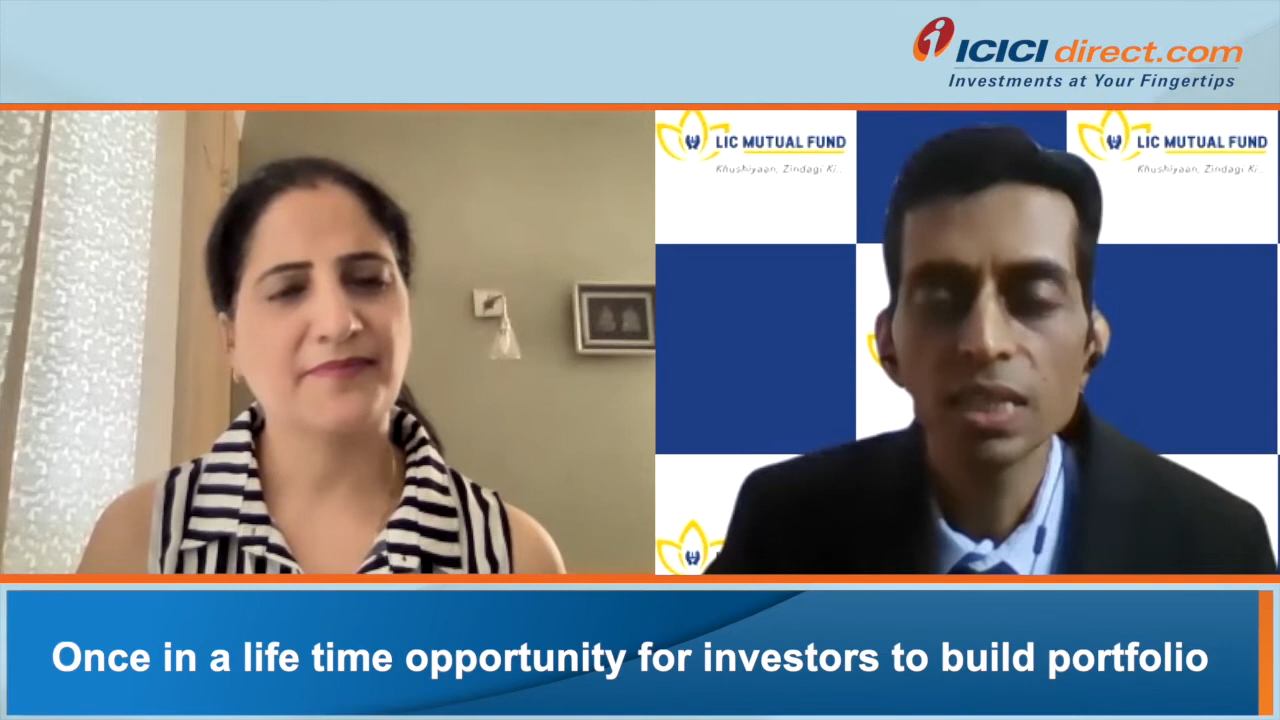 ICICI direct.com
Investments at Your Fingertips
LIC MUTUAL FUND
Khushiyaan, Zindagi Ki..
LIC MUTUAL FUND
Khushiyaan, Zindagi Ki..
Once in a life time opportunity for investors to build portfolio